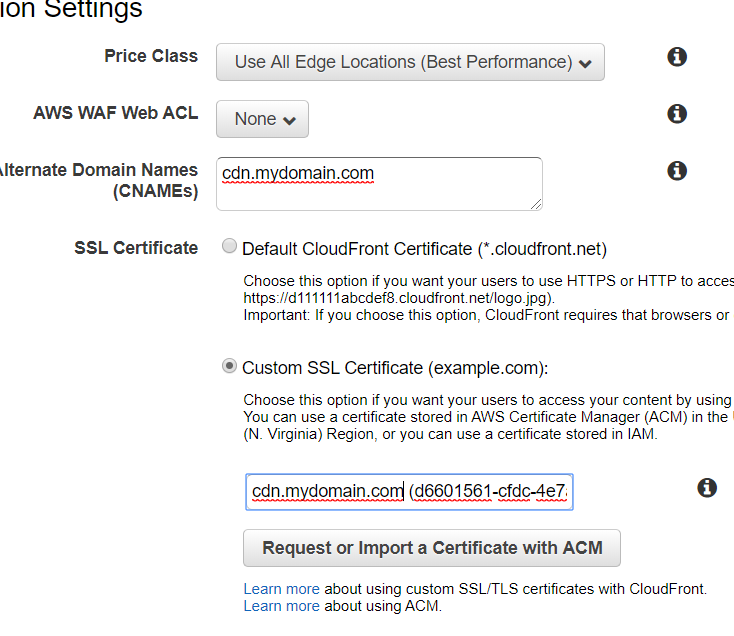 ion Settings
Price Class
Use All Edge Locations (Best Performance)
AWS WAF Web ACL
None
Alternate Domain Names
(CNAMEs)
cdn.mydomain.com
SSL Certificate
Default CloudFront Certificate (*.cloudfront.net)
Choose this option if you want your users to use HTTPS or HTTP to acces
https://d111111abcdef8.cloudfront.net/logo.jpg).
Important: If you choose this option, CloudFront requires that browsers or
Custom SSL Certificate (example.com):
Choose this option if you want your users to access your content by using
You can use a certificate stored in AWS Certificate Manager (ACM) in the
(N. Virginia) Region, or you can use a certificate stored in IAM.
cdn.mydomain.com (d6601561-cfdc-4e7
Request or Import a Certificate with ACM
Learn more about using custom SSL/TLS certificates with CloudFront.
Learn more about using ACM.